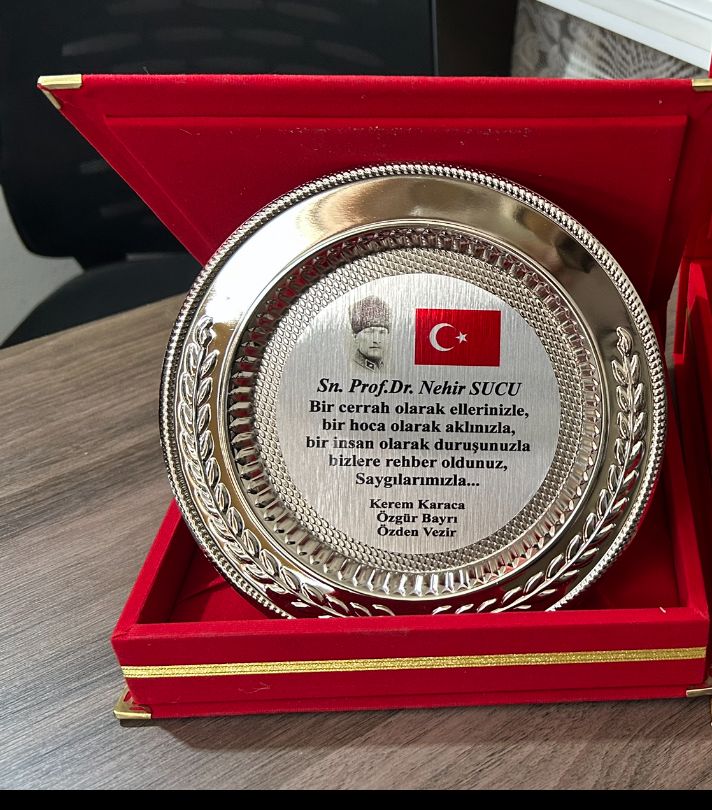 Sn. Prof.Dr. Nehir SUCU
Bir cerrah olarak ellerinizle,
bir hoca olarak aklınızla,
bir insan olarak duruşunuzla
bizlere rehber oldunuz,
Saygılarımızla...
Kerem Karaca
Özgür Bayrı
Özden Vezir